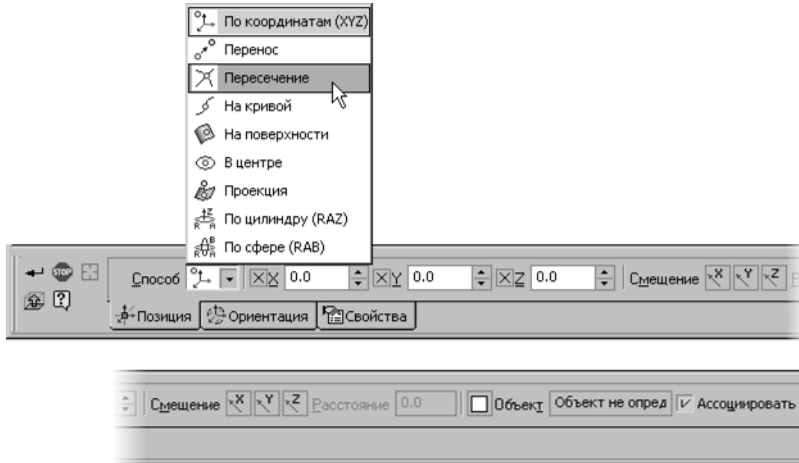 По координатам (XYZ)
Перенос
Пересечение
На кривой
На поверхности
В центре
Проекция
По цилиндру (RAZ)
По сфере (RAB)
STOP Способ X 0.0 Y 0.0 Z 0.0 Смещение X Y Z
Позиция Ориентация Свойства
Смещение X Y Z Расстояние 0.0 Объект Объект не опред Ассоциировать